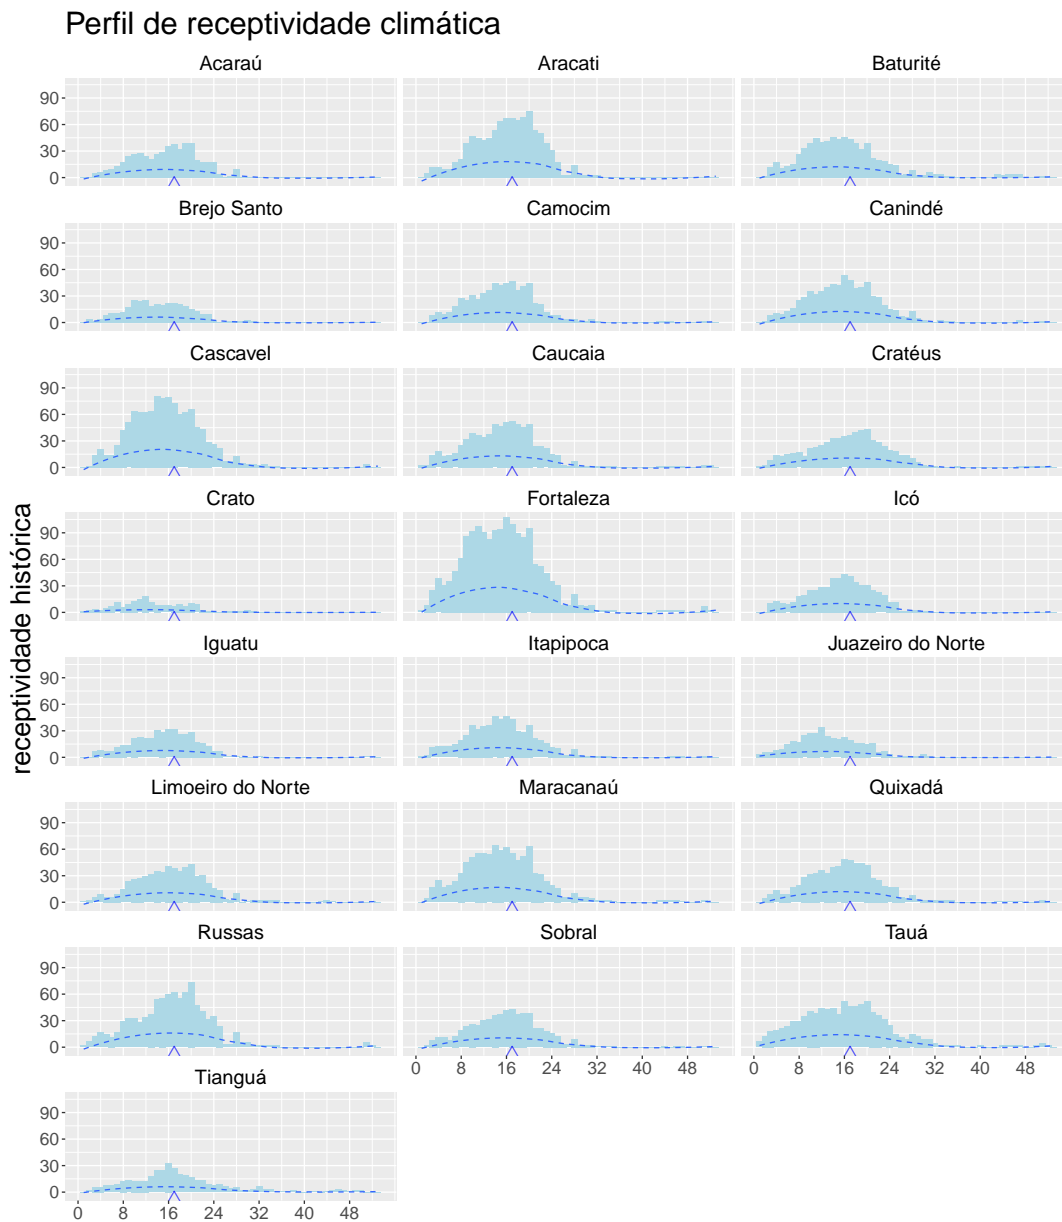 Perfil de receptividade climática
Acaraú
Aracati
Baturité
90
60
30
0
Brejo Santo
Camocim
Canindé
90
60
30
0
Cascavel
Caucaia
Cratéus
90
60
30
0
Crato
Fortaleza
Icó
90
60
30
0
receptividade histórica
Iguatu
Itapipoca
Juazeiro do Norte
90
60
30
0
Limoeiro do Norte
Maracanaú
Quixadá
90
60
30
0
Russas
Sobral
Tauá
90
60
30
0
0 8 16 24 32 40 48
0 8 16 24 32 40 48
Tianguá
90
60
30
0
0 8 16 24 32 40 48